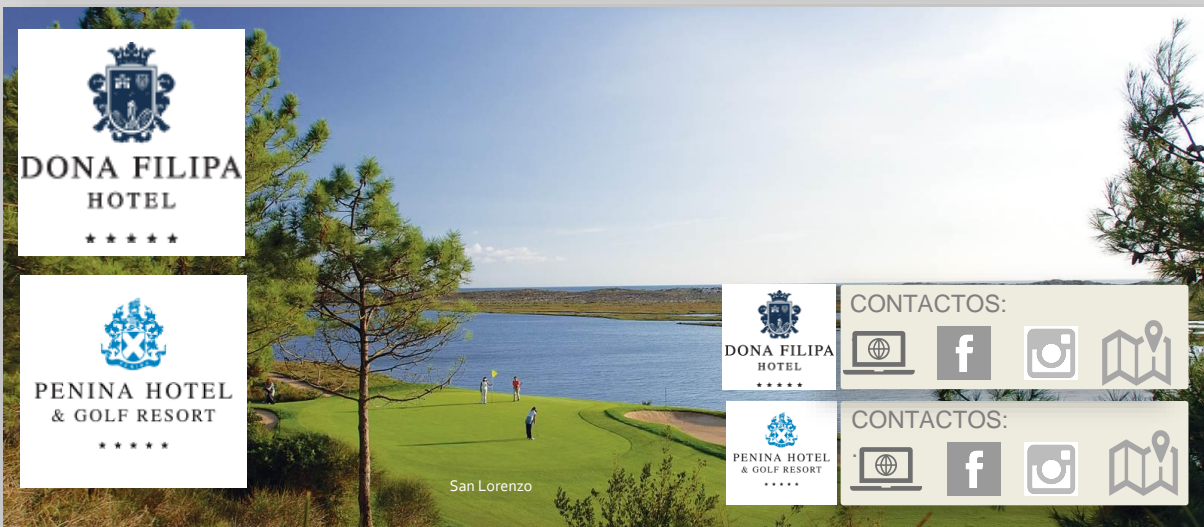 DONA FILIPA
HOTEL
★ ★ ★ ★ ★
PENINA HOTEL
& GOLF RESORT
★ ★ ★ ★ ★
San Lorenzo
DONA FILIPA
HOTEL
★ ★ ★ ★ ★
CONTACTOS:
f
PENINA HOTEL
& GOLF RESORT
★ ★ ★ ★ ★
CONTACTOS:
f